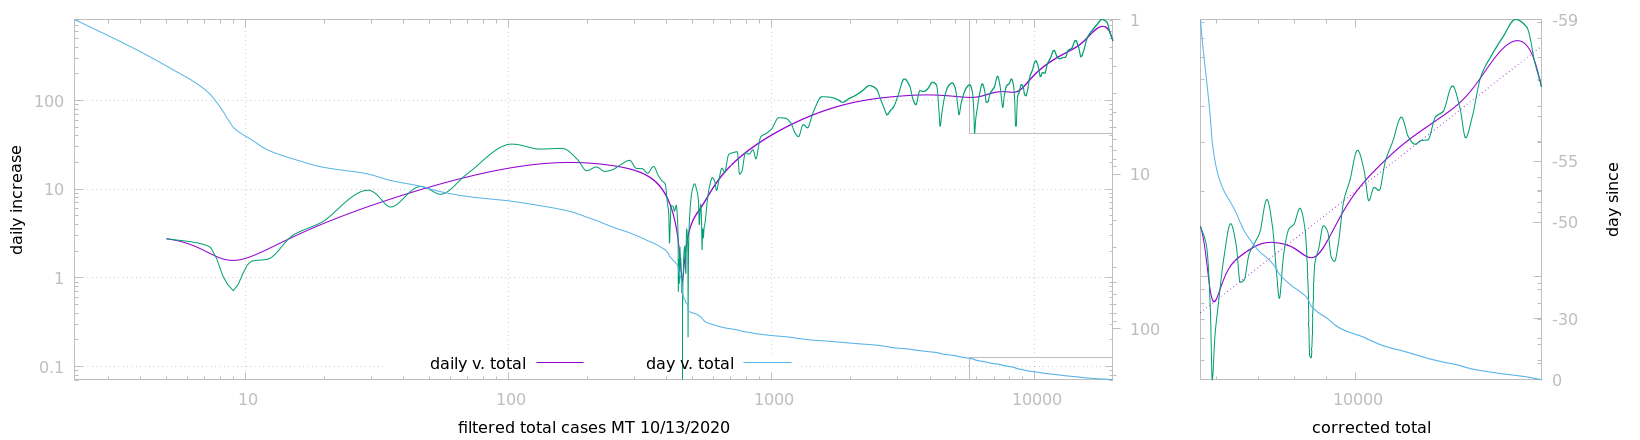 daily increase
100
10
1
0.1
10
100
1000
10000
1
10
100
daily v. total
day v. total
filtered total cases MT 10/13/2020
-59
-55
-50
-30
0
day since
10000
corrected total